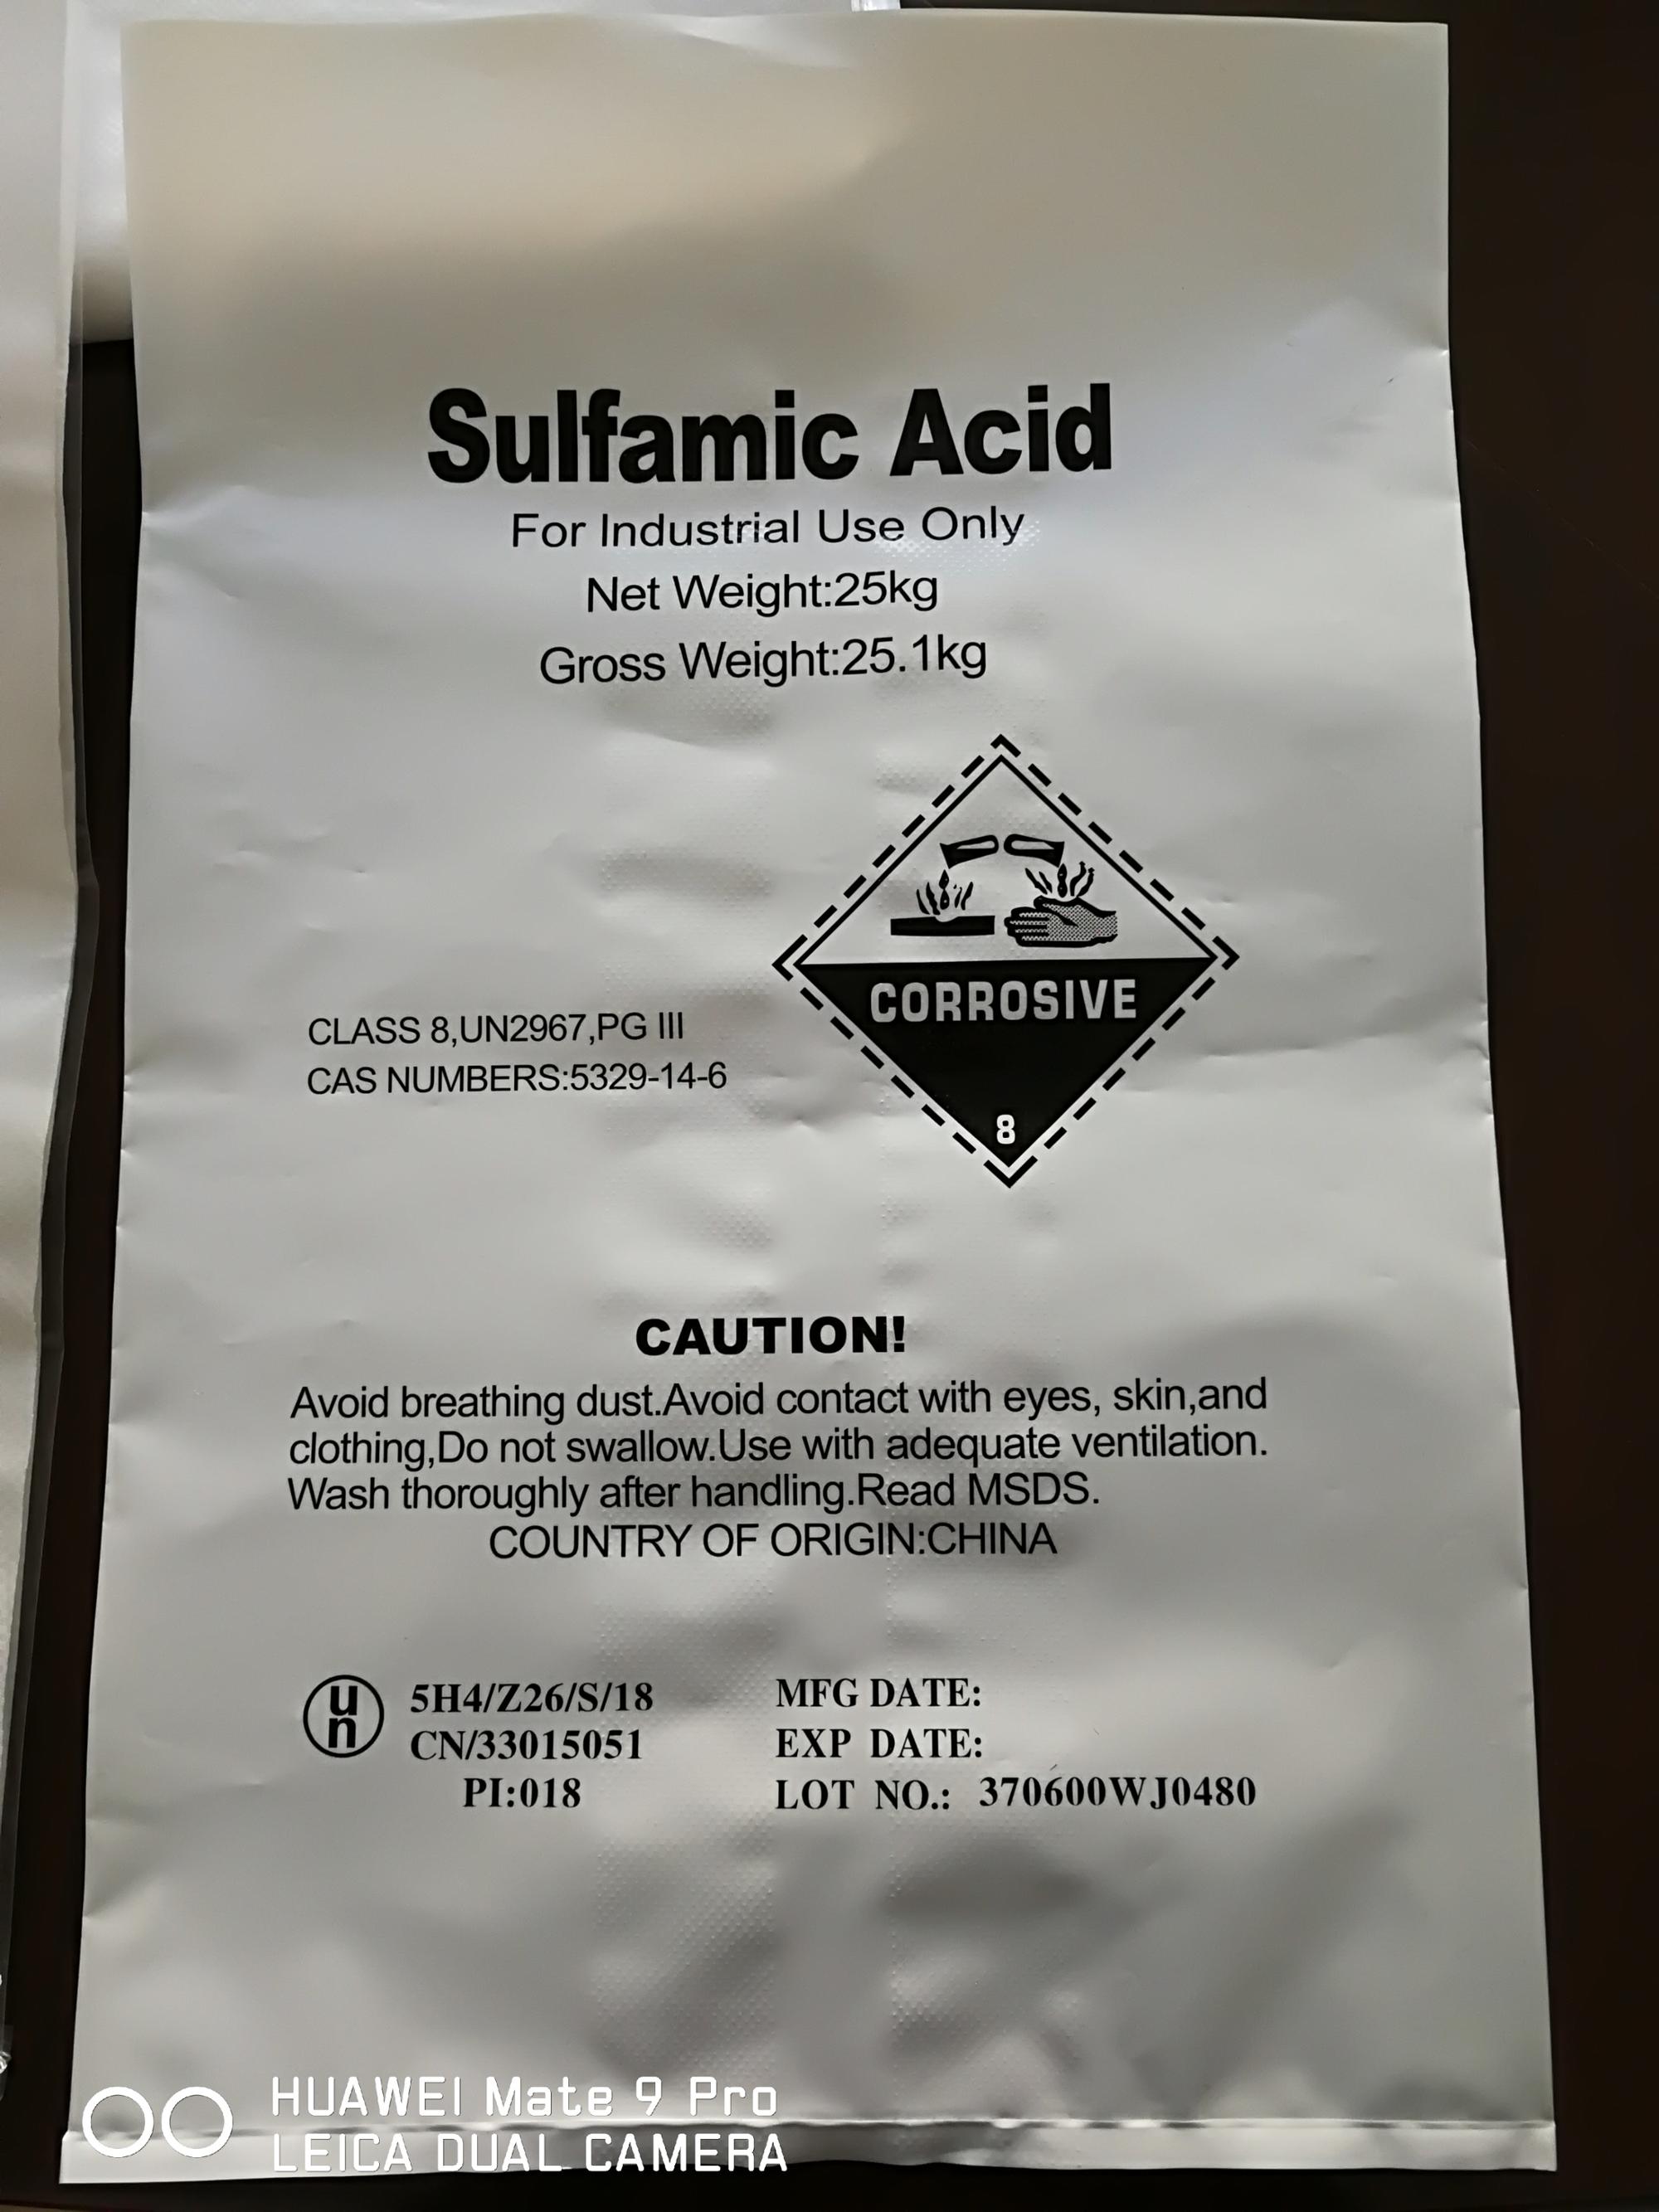 Sulfamic Acid
For Industrial Use Only
Net Weight:25kg
Gross Weight:25.1kg
CORROSIVE
8
CLASS 8,UN2967,PG III
CAS NUMBERS:5329-14-6
CAUTION!
Avoid breathing dust.Avoid contact with eyes, skin,and
clothing,Do not swallow.Use with adequate ventilation.
Wash thoroughly after handling.Read MSDS.
COUNTRY OF ORIGIN:CHINA
un
5H4/Z26/S/18
CN/33015051
PI:018
MFG DATE:
EXP DATE:
LOT NO.: 370600WJ0480
HUAWEI Mate 9 Pro
LEICA DUAL CAMERA